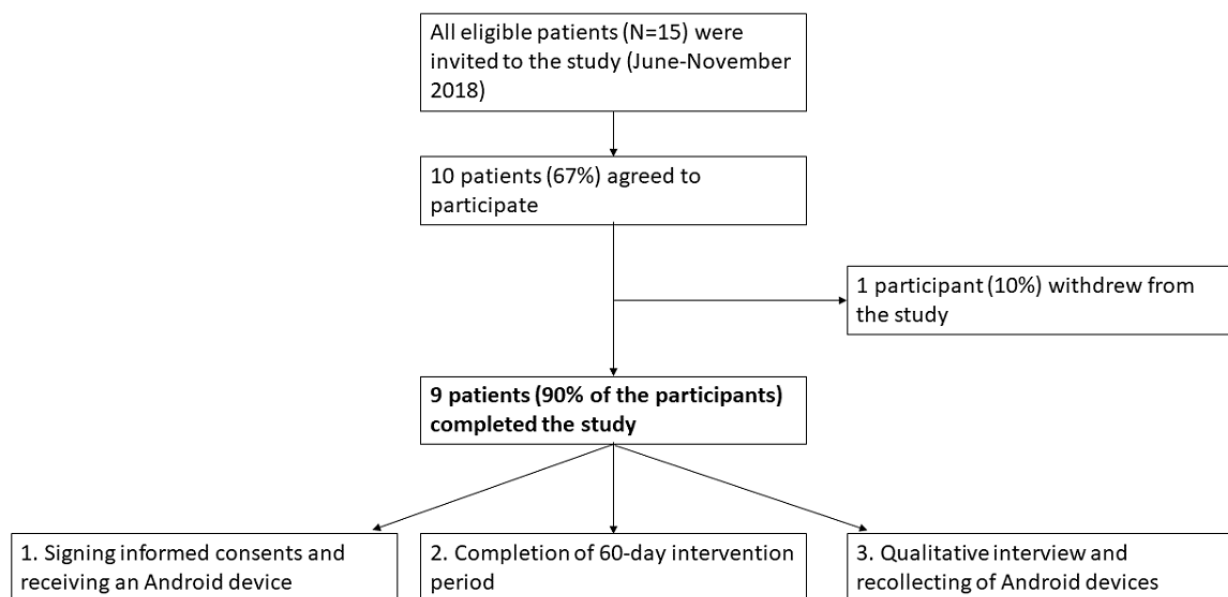 All eligible patients (N=15) were
invited to the study (June-November
2018)
10 patients (67%) agreed to
participate
1 participant (10%) withdrew from
the study
9 patients (90% of the participants)
completed the study
1. Signing informed consents and
receiving an Android device
2. Completion of 60-day intervention
period
3. Qualitative interview and
recollecting of Android devices